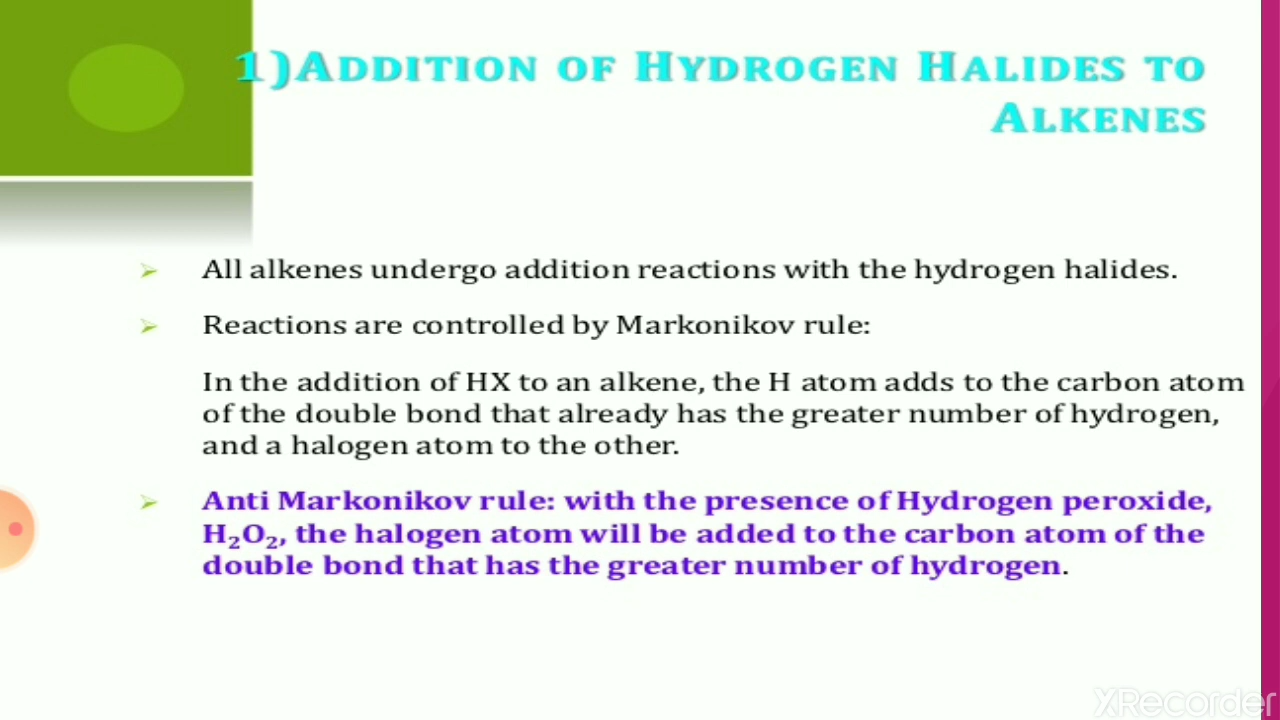 1)ADDITION OF HYDROGEN HALIDES TO
ALKENES
➢ All alkenes undergo addition reactions with the hydrogen halides.
➢ Reactions are controlled by Markonikov rule:
In the addition of HX to an alkene, the H atom adds to the carbon atom
of the double bond that already has the greater number of hydrogen,
and a halogen atom to the other.
➢ Anti Markonikov rule: with the presence of Hydrogen peroxide,
H₂O₂, the halogen atom will be added to the carbon atom of the
double bond that has the greater number of hydrogen.
XRecorder